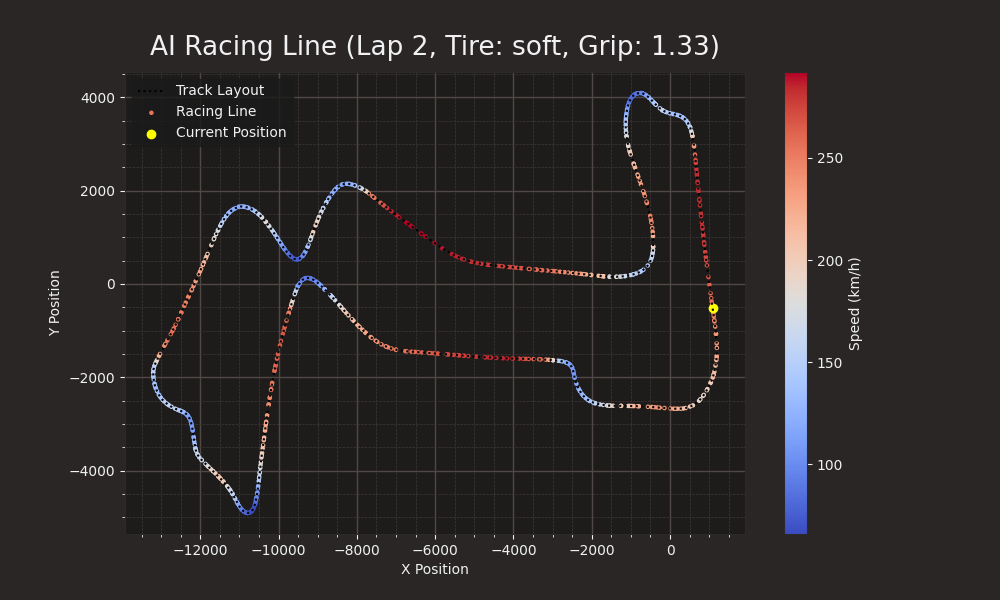 AI Racing Line (Lap 2, Tire: soft, Grip: 1.33)
Track Layout
Racing Line
Current Position
4000
2000
0
−2000
−4000
Y Position
−12000
−10000
−8000
−6000
−4000
−2000
0
X Position
250
200
150
100
Speed (km/h)